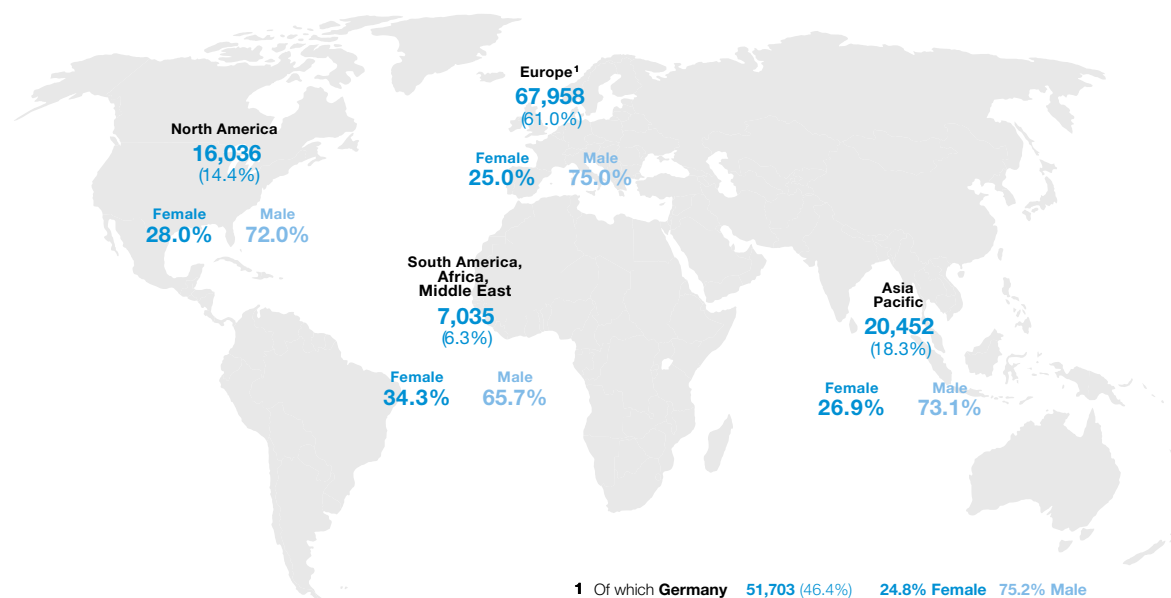 Europe¹
67,958
(61.0%)
Female Male
25.0% 75.0%
North America
16,036
(14.4%)
Female Male
28.0% 72.0%
South America,
Africa,
Middle East
7,035
(6.3%)
Female Male
34.3% 65.7%
Asia
Pacific
20,452
(18.3%)
Female Male
26.9% 73.1%
1 Of which Germany 51,703 (46.4%) 24.8% Female 75.2% Male